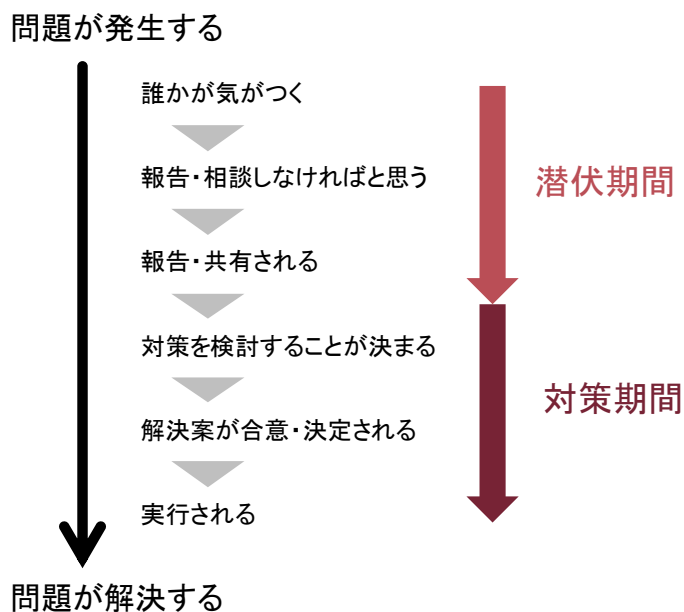 問題が発生する
誰かが気がつく
報告・相談しなければと思う
潜伏期間
報告・共有される
対策を検討することが決まる
対策期間
解決案が合意・決定される
実行される
問題が解決する